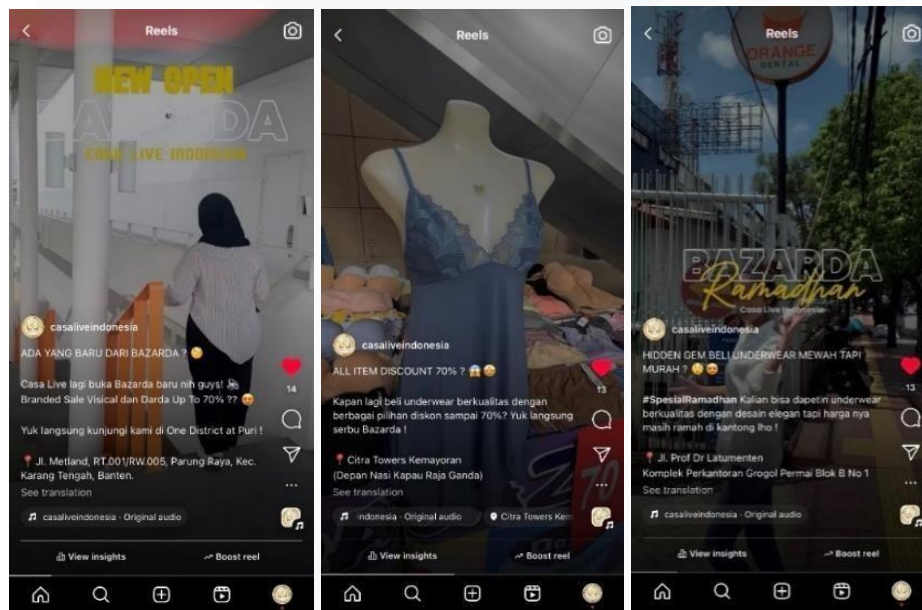 Reels
NEW OPEN
BAZARDA
CASA LIVE INDONESIA
casaliveindonesia
ADA YANG BARU DARI BAZARDA ?
Casa Live lagi buka Bazarda baru nih guys!
Branded Sale Visical dan Darda Up To 70% ??
Yuk langsung kunjungi kami di One District at Puri !
Jl. Metland, RT.001/RW.005, Parung Raya, Kec.
Karang Tengah, Banten.
See translation
casaliveindonesia · Original audio
14
View insights
Boost reel
Reels
casaliveindonesia
ALL ITEM DISCOUNT 70% ?
Kapan lagi beli underwear berkualitas dengan
berbagai pilihan diskon sampai 70%? Yuk langsung
serbu Bazarda !
Citra Towers Kemayoran
(Depan Nasi Kapau Raja Ganda)
See translation
indonesia · Original audio
Citra Towers Kem
13
70
View insights
Boost reel
Reels
ORANGE
DENTAL
BAZARDA
Ramadhan
Casa Live Indonesia
casaliveindonesia
HIDDEN GEM BELI UNDERWEAR MEWAH TAPI
MURAH ?
#SpesialRamadhan Kalian bisa dapetin underwear
berkualitas dengan desain elegan tapi harga nya
masih ramah di kantong lho !
Jl. Prof Dr Latumenten
Komplek Perkantoran Grogol Permai Blok B No 1
See translation
casaliveindonesia · Original audio
13
View insights
Boost reel